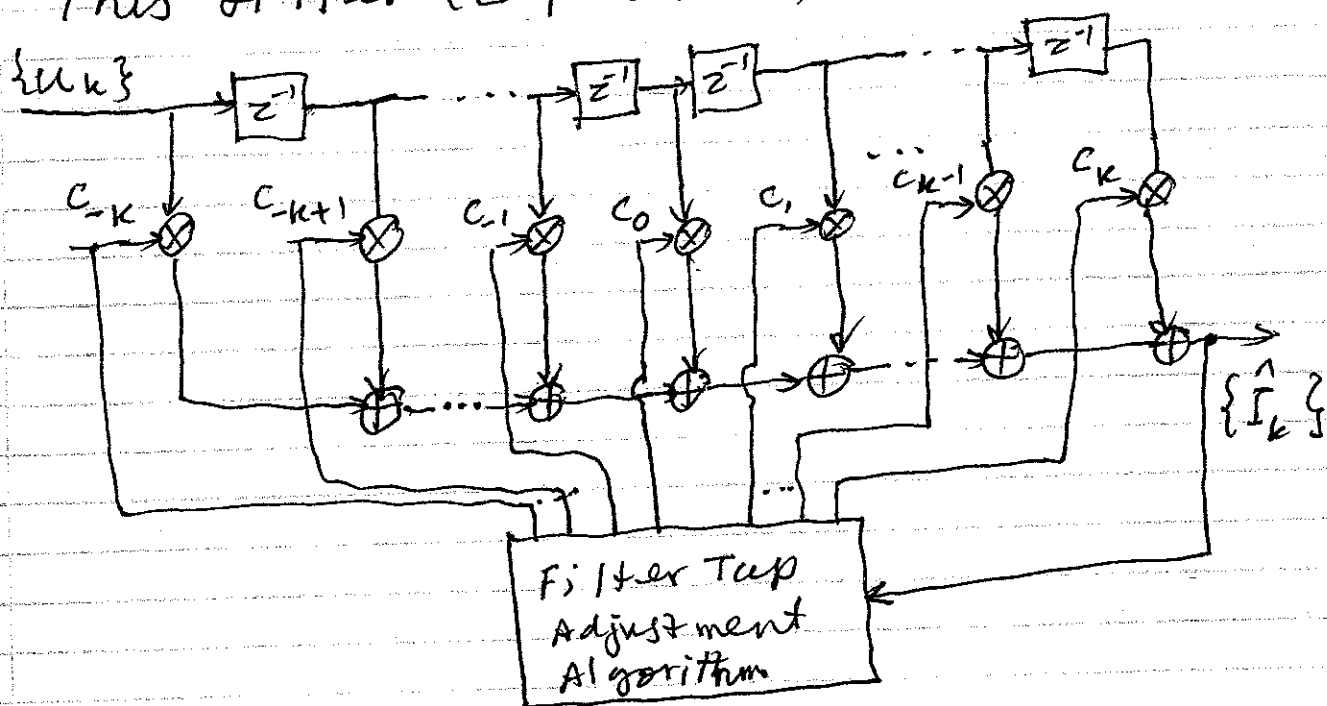 {u_k}
z^{-1}
z^{-1}
z^{-1}
...
z^{-1}
C_{-K}
C_{-K+1}
C_{-1}
C_0
C_1
...
C_{K-1}
C_K
{Î_k}
Filter Tap
Adjustment
Algorithm